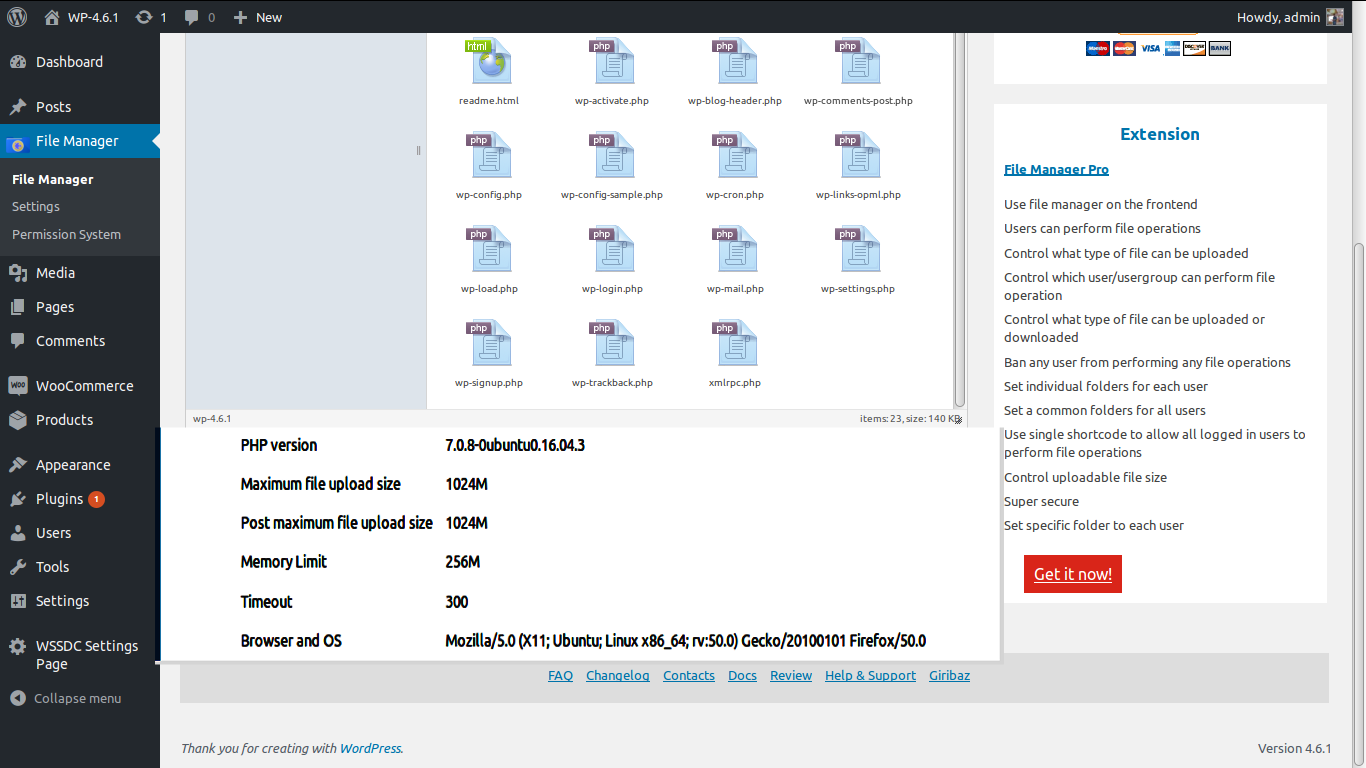 WP-4.6.1 1 0 New Howdy, admin
Dashboard
Posts
File Manager
File Manager
Settings
Permission System
Media
Pages
Comments
WooCommerce
Products
Appearance
Plugins 1
Users
Tools
Settings
WSSDC Settings
Page
Collapse menu
html php php php
readme.html wp-activate.php wp-blog-header.php wp-comments-post.php
php php php php
wp-config.php wp-config-sample.php wp-cron.php wp-links-opml.php
php php php php
wp-load.php wp-login.php wp-mail.php wp-settings.php
php php php
wp-signup.php wp-trackback.php xmlrpc.php
wp-4.6.1 items: 23, size: 140 KB
PHP version 7.0.8-0ubuntu0.16.04.3
Maximum file upload size 1024M
Post maximum file upload size 1024M
Memory Limit 256M
Timeout 300
Browser and OS Mozilla/5.0 (X11; Ubuntu; Linux x86_64; rv:50.0) Gecko/20100101 Firefox/50.0
VISA BANK
Extension
File Manager Pro
Use file manager on the frontend
Users can perform file operations
Control what type of file can be uploaded
Control which user/usergroup can perform file
operation
Control what type of file can be uploaded or
downloaded
Ban any user from performing any file operations
Set individual folders for each user
Set a common folders for all users
Use single shortcode to allow all logged in users to
perform file operations
Control uploadable file size
Super secure
Set specific folder to each user
Get it now!
FAQ Changelog Contacts Docs Review Help & Support Giribaz
Thank you for creating with WordPress. Version 4.6.1